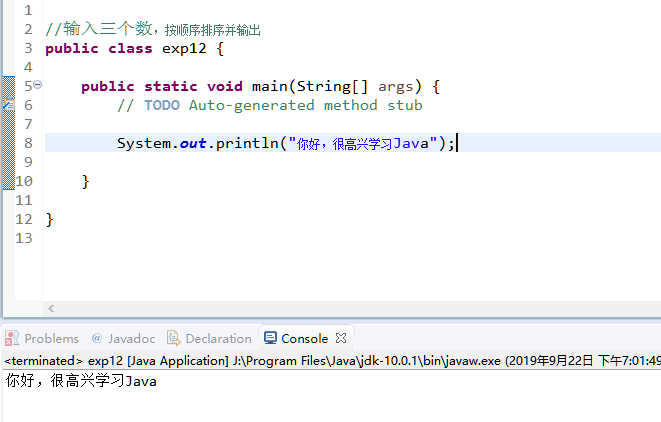 1
2 //输入三个数，按顺序排序并输出
3 public class exp12 {
4
5 public static void main(String[] args) {
6 // TODO Auto-generated method stub
7
8 System.out.println("你好，很高兴学习Java");
9
10 }
11
12 }
13
Problems @ Javadoc Declaration Console
<terminated> exp12 [Java Application] J:\Program Files\Java\jdk-10.0.1\bin\javaw.exe (2019年9月22日 下午7:01:49
你好，很高兴学习Java